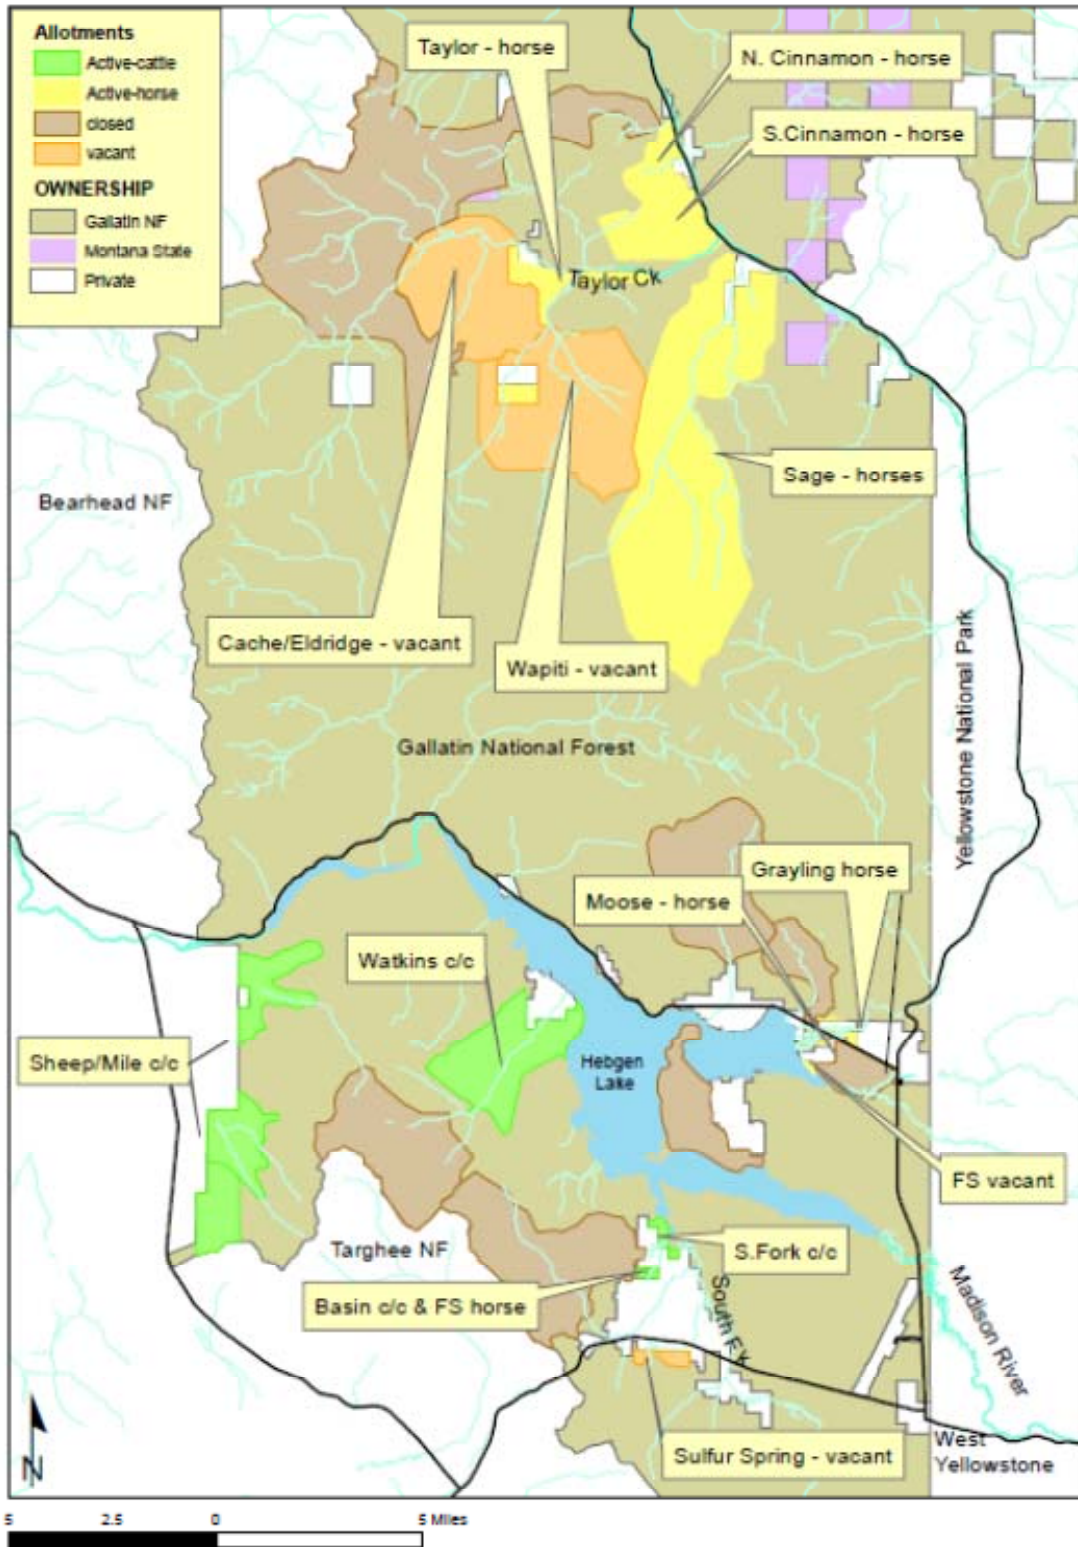 Allotments
Active-cattle
Active-horse
closed
vacant
OWNERSHIP
Gallatin NF
Montana State
Private
Taylor - horse
N. Cinnamon - horse
S.Cinnamon - horse
Taylor Ck
Sage - horses
Bearhead NF
Cache/Eldridge - vacant
Wapiti - vacant
Gallatin National Forest
Yellowstone National Park
Grayling horse
Moose - horse
Watkins c/c
Sheep/Mile c/c
Hebgen
Lake
FS vacant
S.Fork c/c
Targhee NF
Basin c/c & FS horse
South Fk
Madison River
Sulfur Spring - vacant
West
Yellowstone
N
5 2.5 0 5 Miles